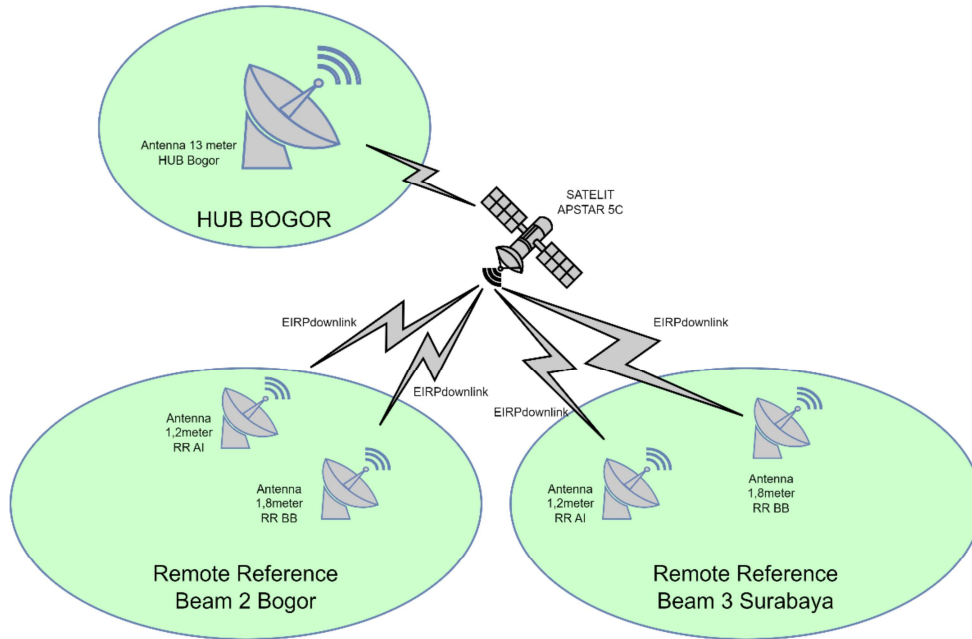 Antenna 13 meter
HUB Bogor
HUB BOGOR
SATELIT
APSTAR 5C
EIRPdownlink
EIRPdownlink
EIRPdownlink
EIRPdownlink
Antenna
1,2meter
RR AI
Antenna
1,8meter
RR BB
Remote Reference
Beam 2 Bogor
Antenna
1,2meter
RR AI
Antenna
1,8meter
RR BB
Remote Reference
Beam 3 Surabaya